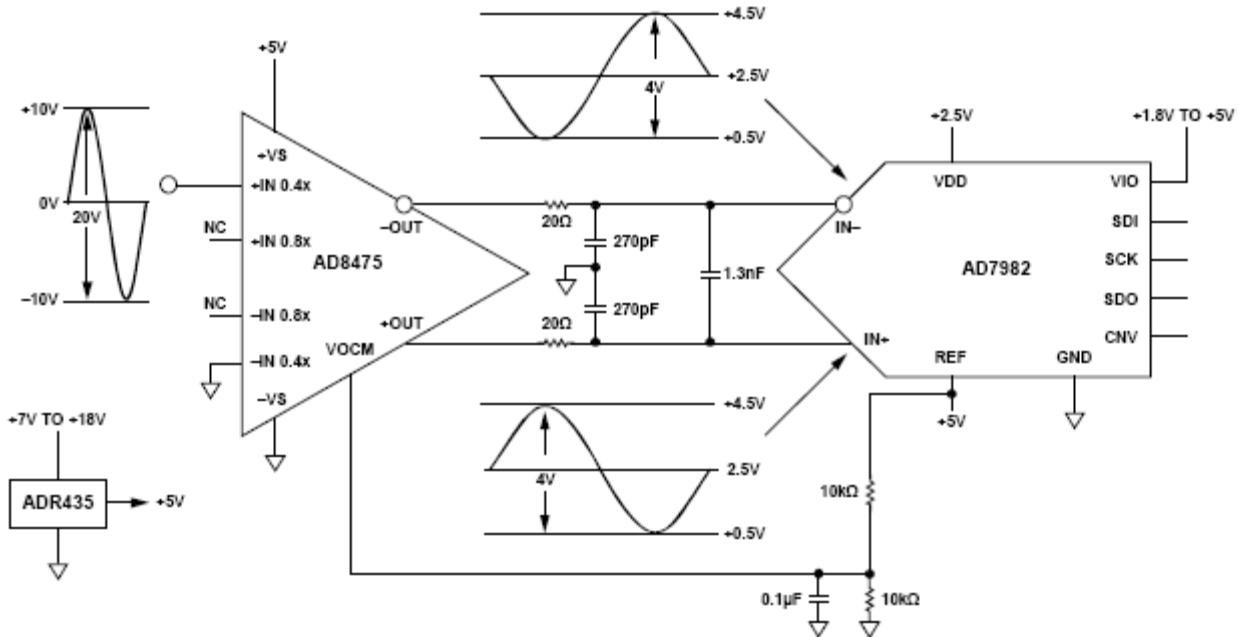 +4.5V
+5V
+2.5V
4V
+10V
+0.5V
+2.5V
+1.8V TO +5V
+VS
VDD
VIO
+IN 0.4x
0V
20V
–OUT
20Ω
IN–
SDI
NC
+IN 0.8x
270pF
AD8475
1.3nF
AD7982
SCK
–10V
NC
–IN 0.8x
+OUT
270pF
SDO
20Ω
VOCM
IN+
CNV
–IN 0.4x
REF
GND
–VS
+4.5V
+5V
+7V TO +18V
4V
2.5V
ADR435
+5V
10kΩ
+0.5V
0.1µF
10kΩ